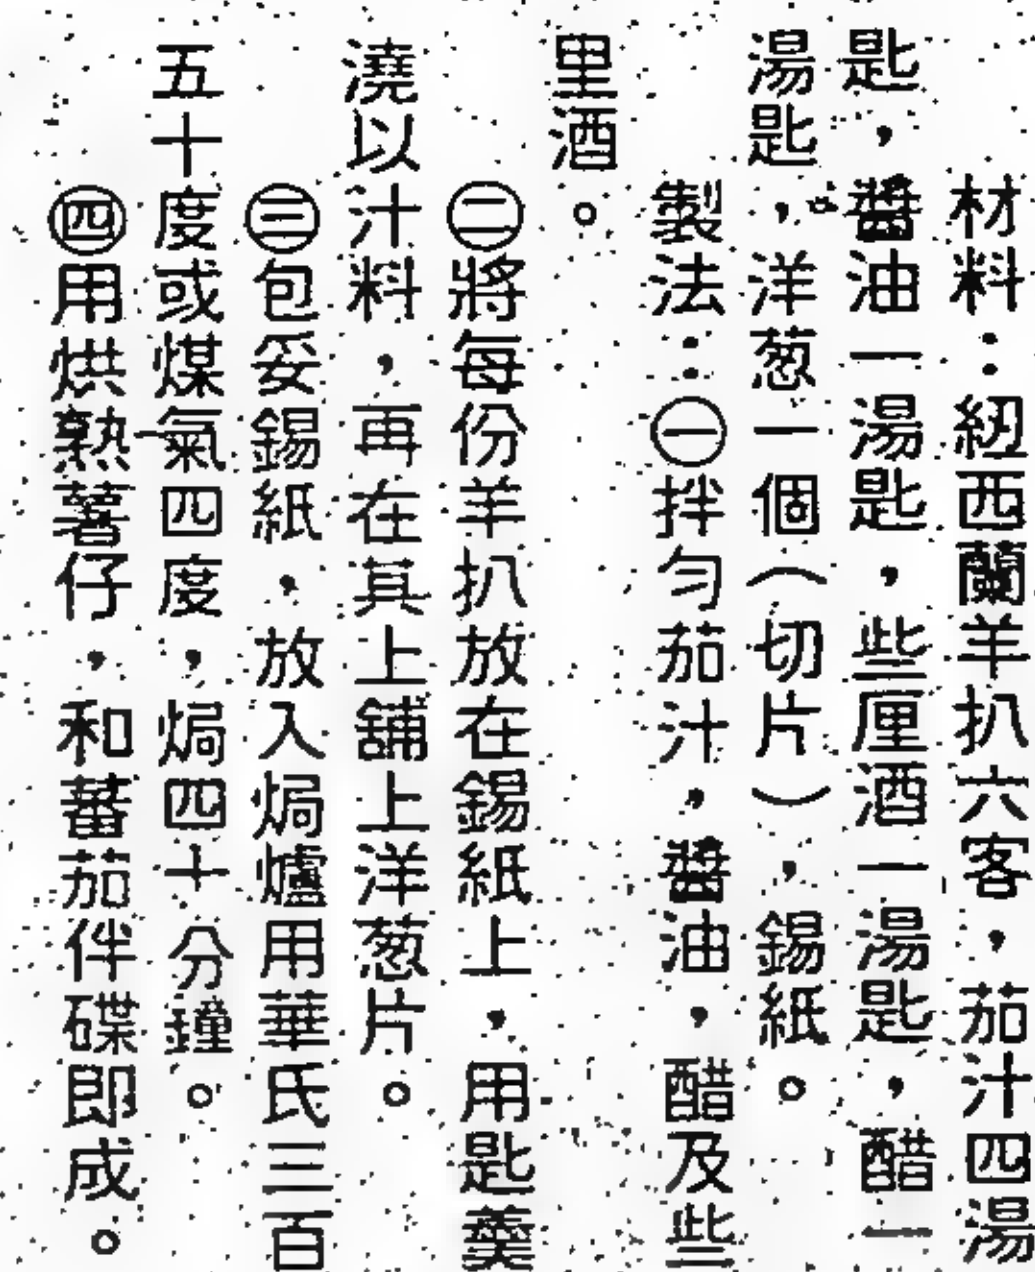 材料：紐西蘭羊扒六客，茄汁四湯
匙，醬油一湯匙，些厘酒一湯匙，醋一
湯匙，洋葱一個（切片），錫紙。
製法：㊀拌勻茄汁，醬油，醋及些
里酒。
㊁將每份羊扒放在錫紙上，用匙羹
澆以汁料，再在其上舖上洋葱片。
㊂包妥錫紙，放入焗爐用華氏三百
五十度或煤氣四度，焗四十分鐘。
㊃用烘熟薯仔，和蕃茄伴碟即成。